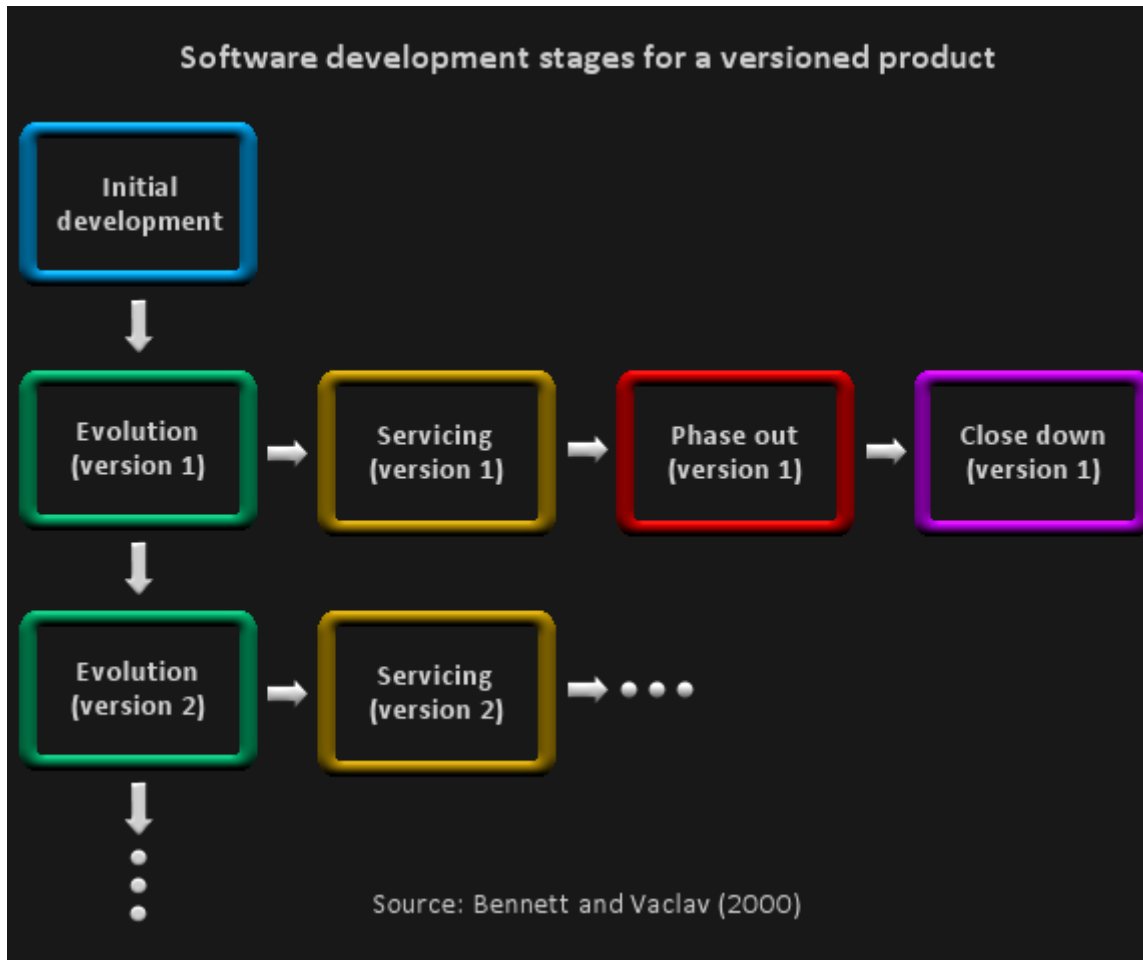 Software development stages for a versioned product
Initial
development
Evolution
(version 1)
Servicing
(version 1)
Phase out
(version 1)
Close down
(version 1)
Evolution
(version 2)
Servicing
(version 2)
Source: Bennett and Vaclav (2000)